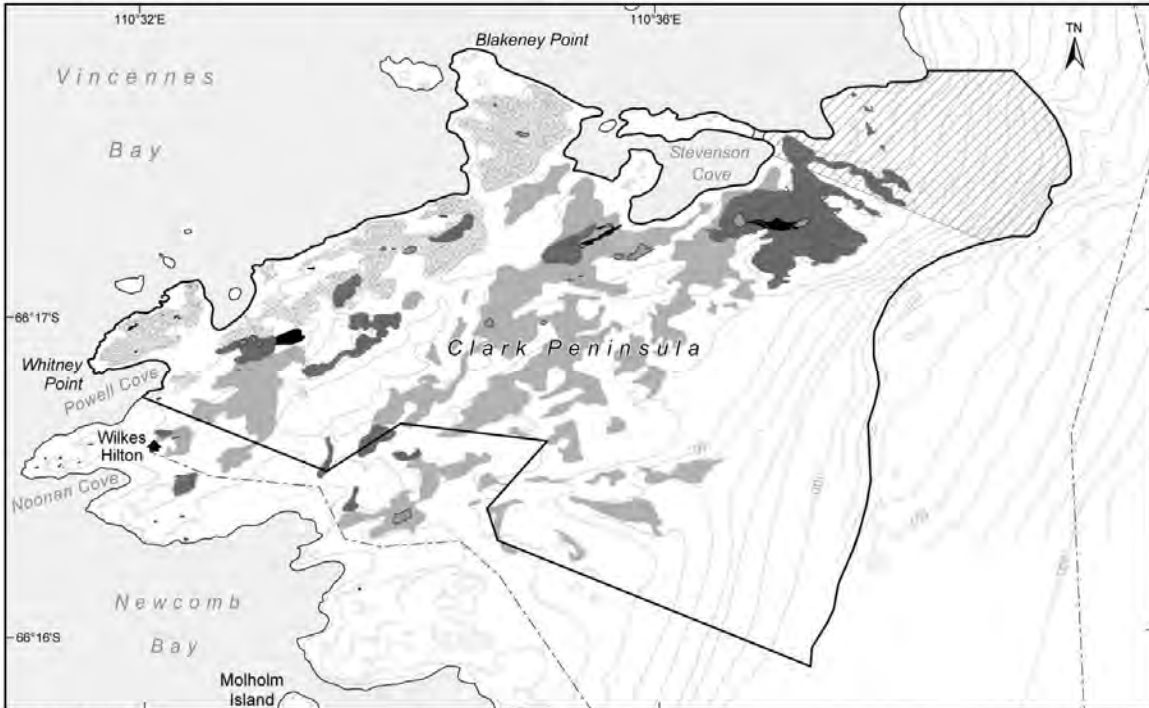 110°32'E
110°36'E
TN
Blakeney Point
Vincennes
Bay
Stevenson
Cove
66°17'S
Clark Peninsula
Whitney
Point
Powell Cove
Wilkes
Hilton
Noonan Cove
Newcomb
Bay
66°16'S
Molholm
Island